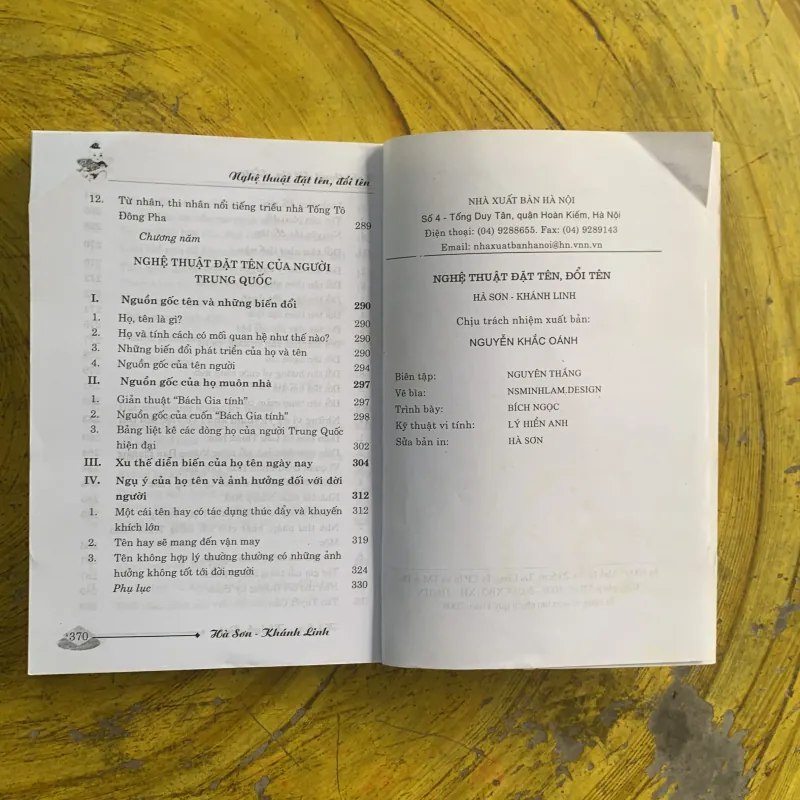 Nghệ thuật đặt tên, đổi tên
12. Từ nhân, thi nhân nổi tiếng triều nhà Tống Tô
Đông Pha 289
Chương năm
NGHỆ THUẬT ĐẶT TÊN CỦA NGƯỜI
TRUNG QUỐC
I. Nguồn gốc tên và những biến đổi 290
1. Họ, tên là gì? 290
2. Họ và tính cách có mối quan hệ như thế nào? 290
3. Những biến đổi phát triển của họ và tên 290
4. Nguồn gốc của tên người 294
II. Nguồn gốc của họ muôn nhà 297
1. Giản thuật "Bách Gia tính" 297
2. Nguồn gốc của cuốn "Bách Gia tính" 298
3. Bảng liệt kê các dòng họ của người Trung Quốc
hiện đại 302
III. Xu thế diễn biến của họ tên ngày nay 304
IV. Ngụ ý của họ tên và ảnh hưởng đối với đời
người 312
1. Một cái tên hay có tác dụng thúc đẩy và khuyến 312
khích lớn
2. Tên hay sẽ mang đến vận may 319
3. Tên không hợp lý thường thường có những ảnh
hưởng không tốt tới đời người 324
Phụ lục 330
370 Hà Sơn - Khánh Linh
NHÀ XUẤT BẢN HÀ NỘI
Số 4 - Tống Duy Tân, quận Hoàn Kiếm, Hà Nội
Điện thoại: (04) 9288655. Fax: (04) 9289143
Email: nhaxuatbanhanoi@hn.vnn.vn
NGHỆ THUẬT ĐẶT TÊN, ĐỔI TÊN
HÀ SƠN - KHÁNH LINH
Chịu trách nhiệm xuất bản:
NGUYỄN KHẮC OÁNH
Biên tập: NGUYÊN THẮNG
Vẽ bìa: NSMINHLAM.DESIGN
Trình bày: BÍCH NGỌC
Kỹ thuật vi tính: LÝ HIỀN ANH
Sửa bản in: HÀ SƠN